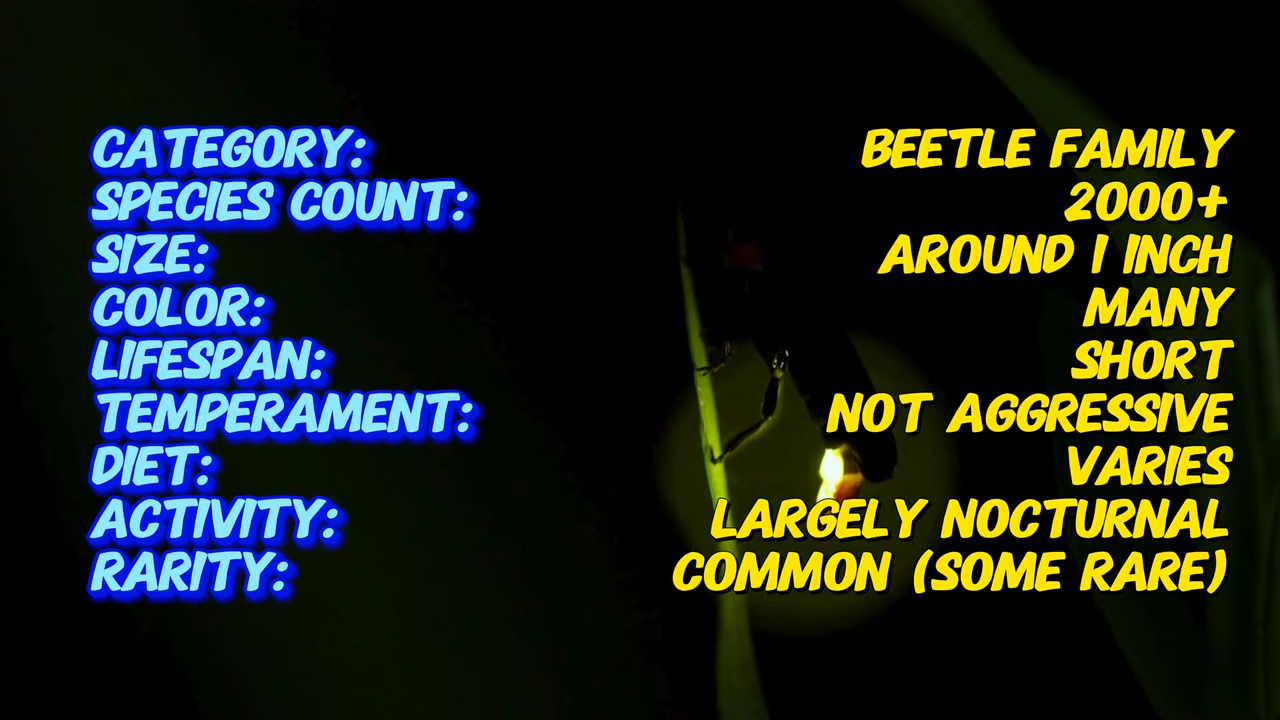 CATEGORY: BEETLE FAMILY
SPECIES COUNT: 2000+
SIZE: AROUND 1 INCH
COLOR: MANY
LIFESPAN: SHORT
TEMPERAMENT: NOT AGGRESSIVE
DIET: VARIES
ACTIVITY: LARGELY NOCTURNAL
RARITY: COMMON (SOME RARE)